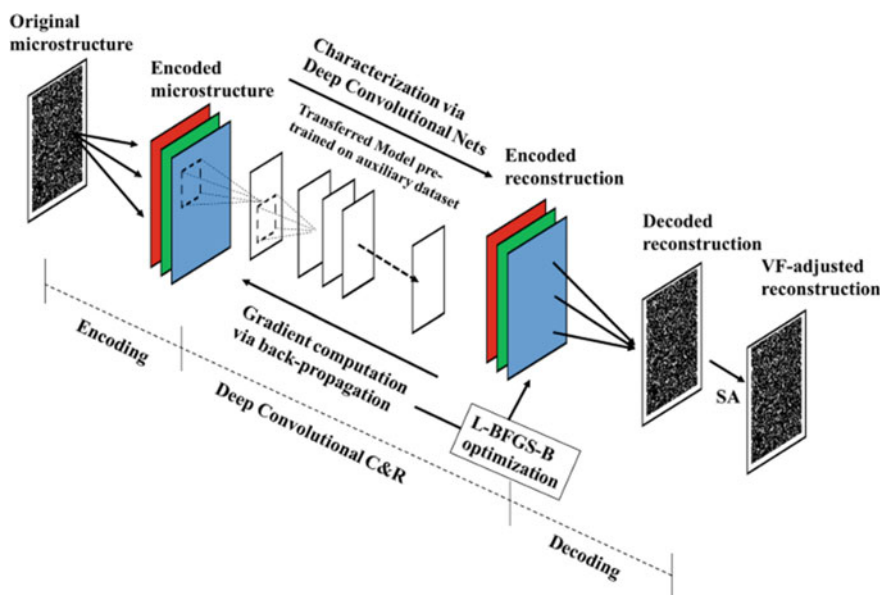 Original
microstructure
Encoded
microstructure
Characterization via
Deep Convolutional Nets
Transferred Model pre-
trained on auxiliary dataset
Encoded
reconstruction
Decoded
reconstruction
VF-adjusted
reconstruction
Gradient computation
via back-propagation
L-BFGS-B
optimization
SA
Encoding
Deep Convolutional C&R
Decoding